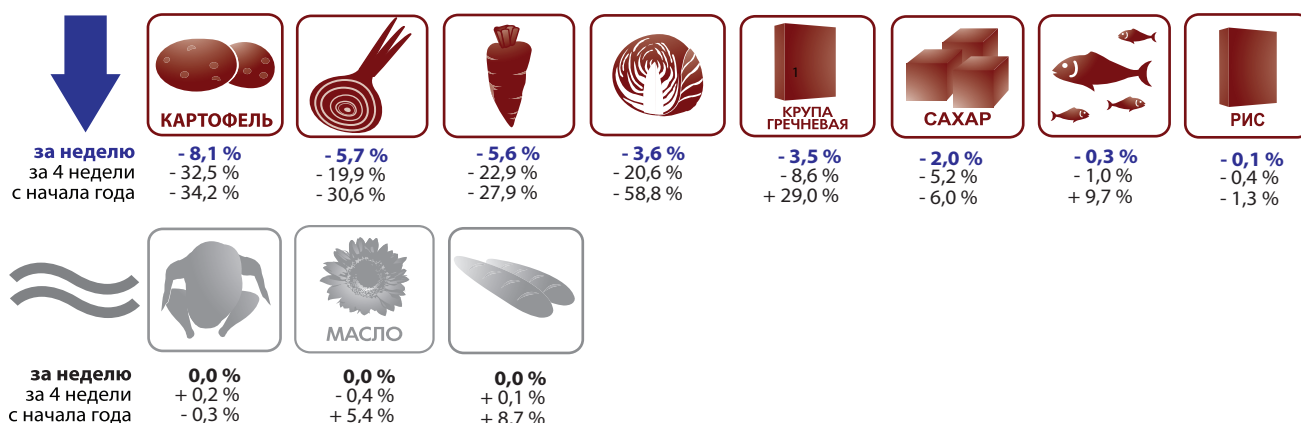 КАРТОФЕЛЬ
1
КРУПА
ГРЕЧНЕВАЯ
САХАР
РИС
за неделю - 8,1 % - 5,7 % - 5,6 % - 3,6 % - 3,5 % - 2,0 % - 0,3 % - 0,1 %
за 4 недели - 32,5 % - 19,9 % - 22,9 % - 20,6 % - 8,6 % - 5,2 % - 1,0 % - 0,4 %
с начала года - 34,2 % - 30,6 % - 27,9 % - 58,8 % + 29,0 % - 6,0 % + 9,7 % - 1,3 %
МАСЛО
за неделю 0,0 % 0,0 % 0,0 %
за 4 недели + 0,2 % - 0,4 % + 0,1 %
с начала года - 0,3 % + 5,4 % + 8,7 %